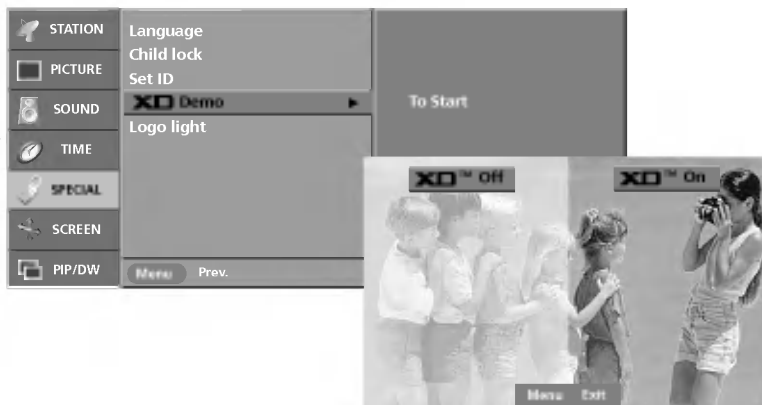 STATION
PICTURE
SOUND
TIME
SPECIAL
SCREEN
PIP/DW
Language
Child lock
Set ID
XD Demo ►
Logo light
Menu Prev.
To Start
XD™ Off
XD™ On
Menu Exit